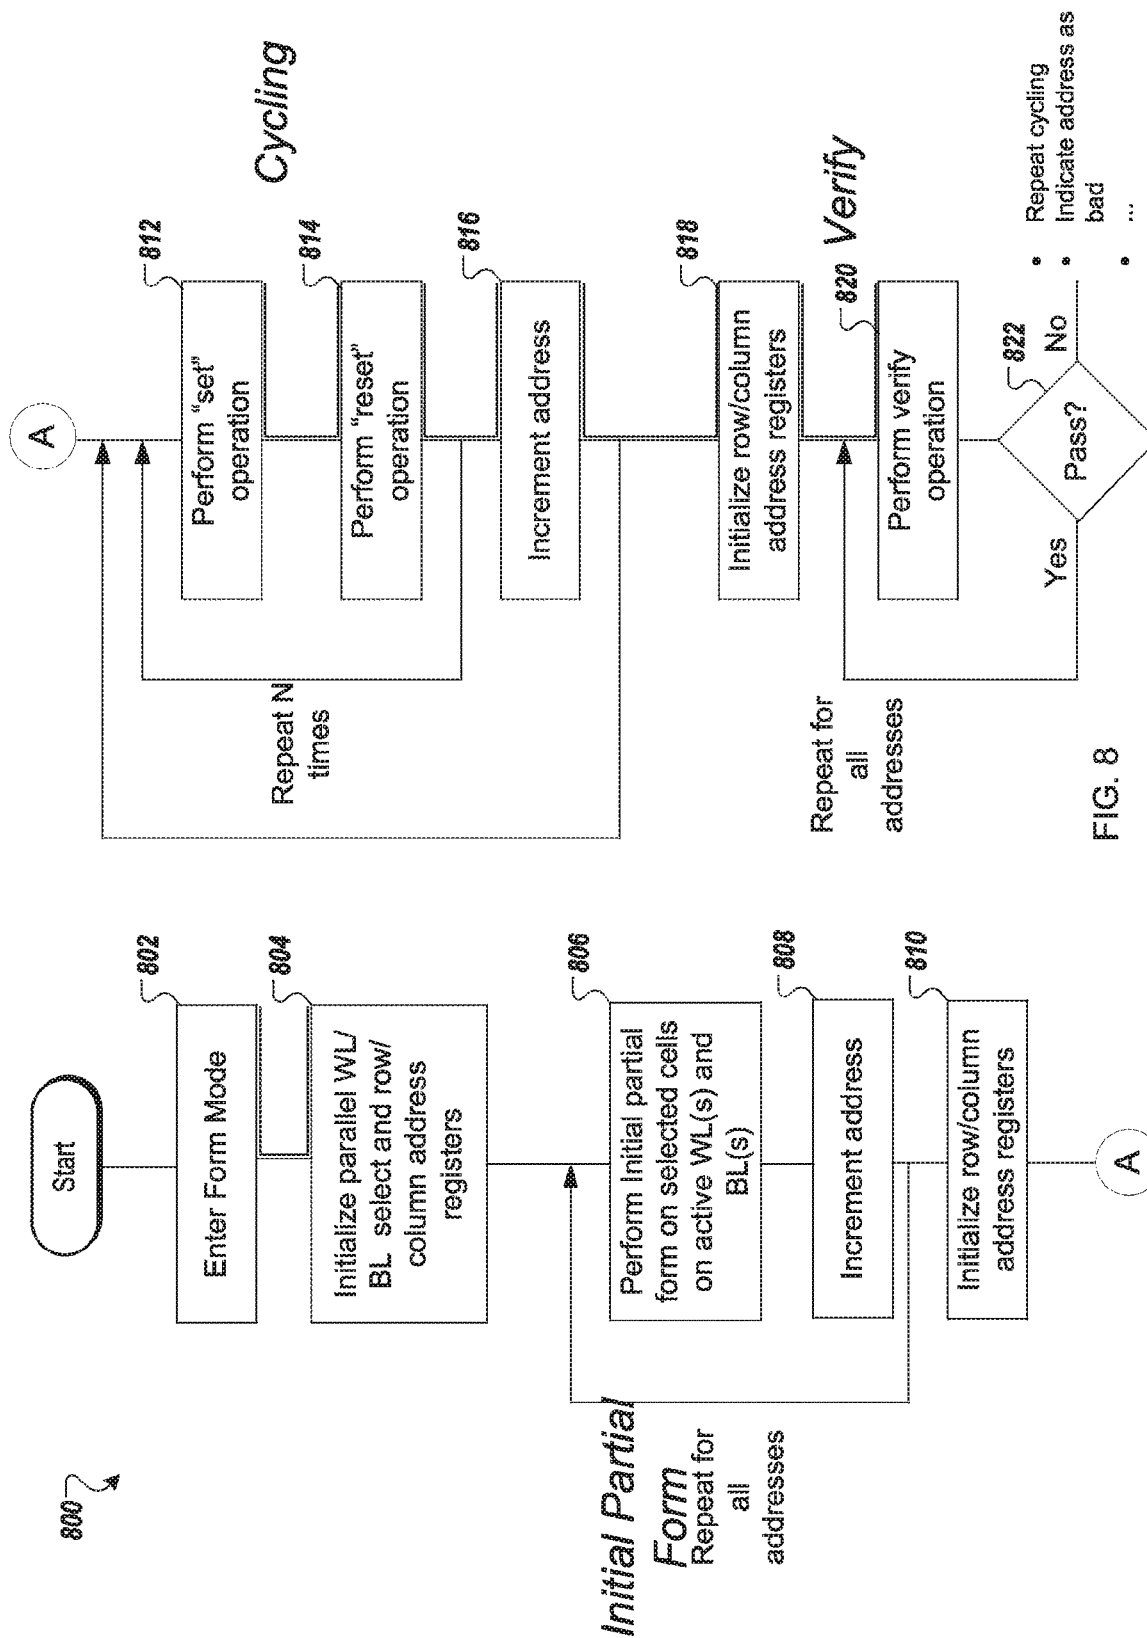 800
Start
802
Enter Form Mode
804
Initialize parallel WL/
BL select and row/
column address
registers
Initial Partial
Form
Repeat for
all
addresses
806
Perform Initial partial
form on selected cells
on active WL(s) and
BL(s)
808
Increment address
810
Initialize row/column
address registers
A
A
Cycling
812
Perform "set"
operation
814
Perform "reset"
operation
Repeat N
times
816
Increment address
818
Initialize row/column
address registers
Verify
820
Perform verify
operation
Repeat for
all
addresses
822
Pass?
Yes
No
• Repeat cycling
• Indicate address as
bad
• ...
FIG. 8